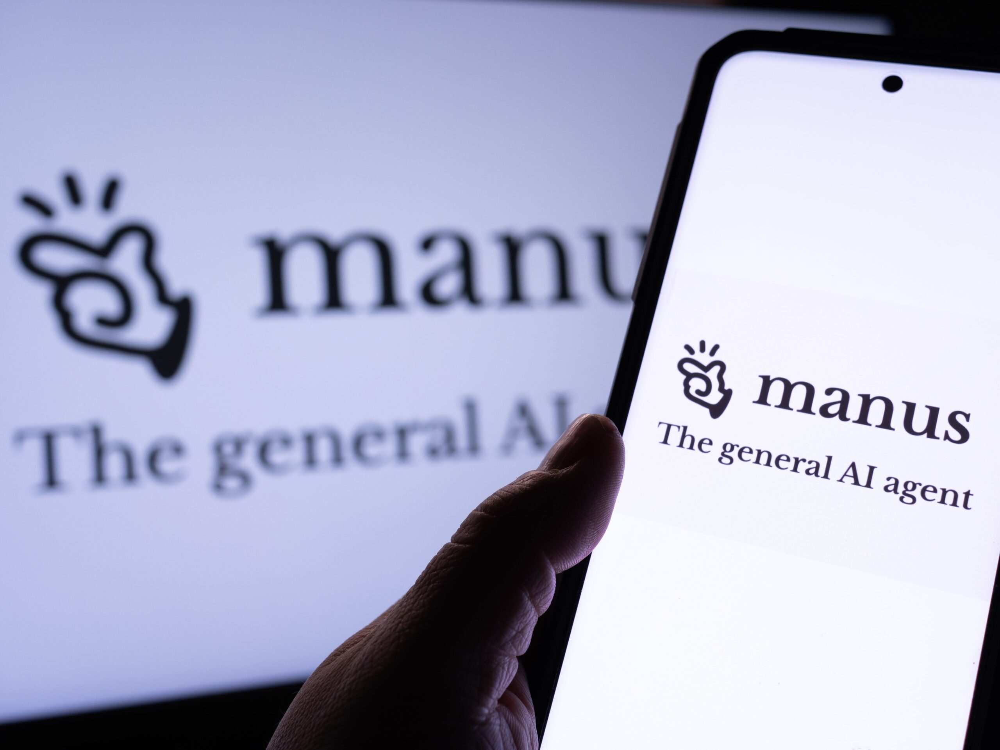 manu
The general AI
manus
The general AI agent